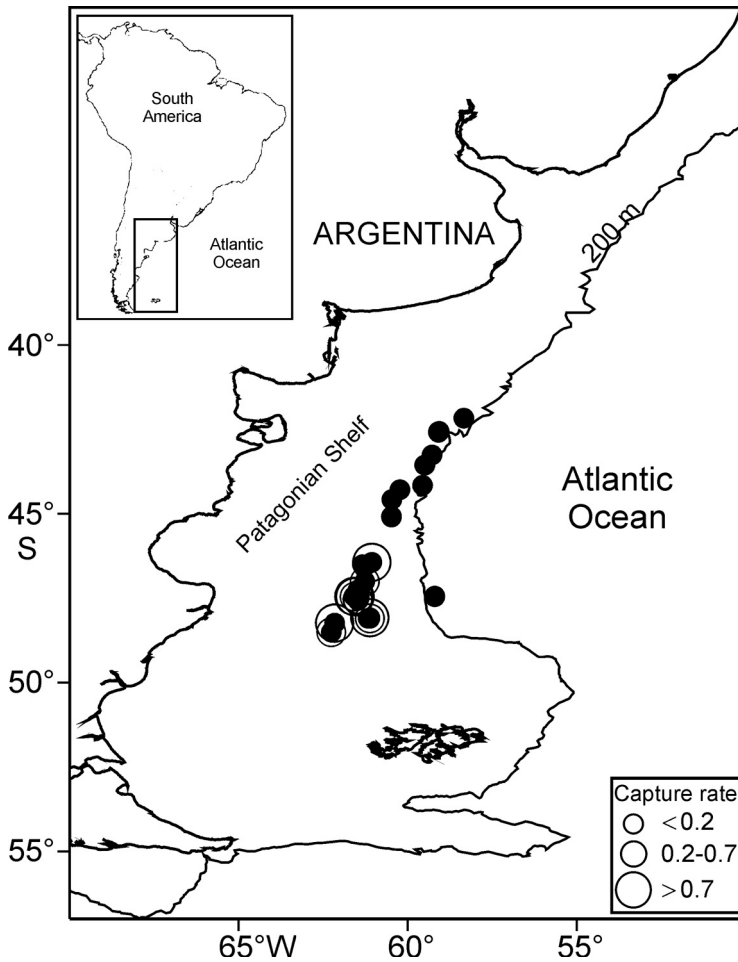 South
America
Atlantic
Ocean
ARGENTINA
200 m
40°
Patagonian Shelf
Atlantic
Ocean
45°
S
50°
55°
Capture rate
<0.2
0.2-0.7
>0.7
65°W
60°
55°